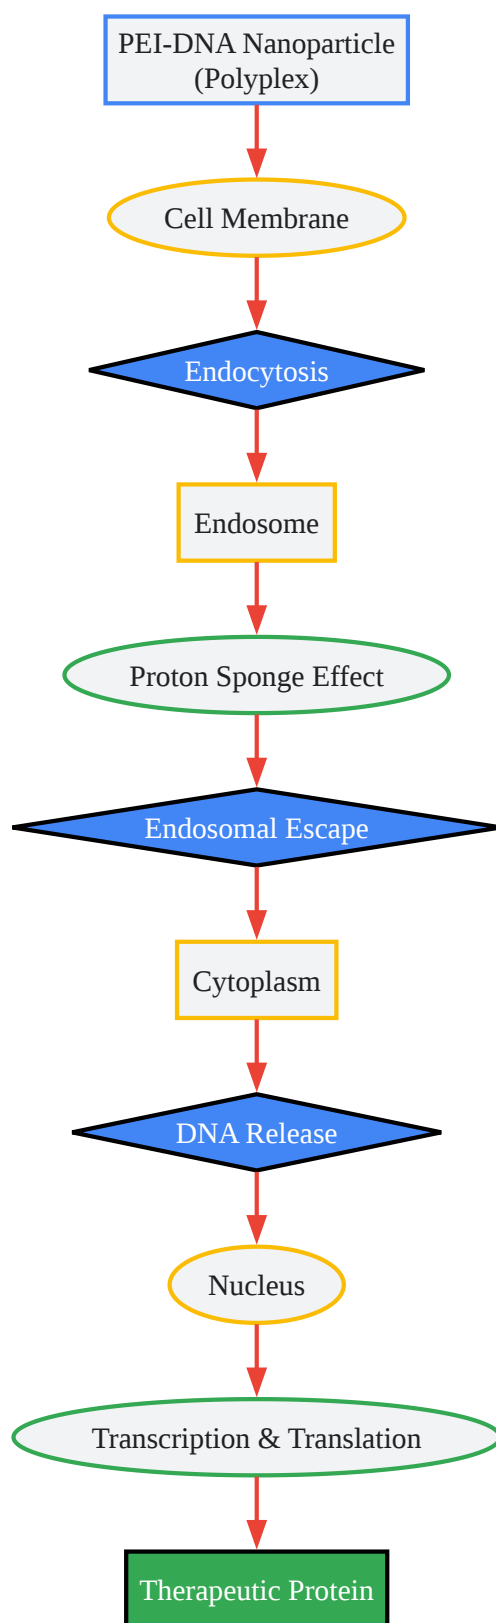 PEI-DNA Nanoparticle
(Polyplex)
Cell Membrane
Endocytosis
Endosome
Proton Sponge Effect
Endosomal Escape
Cytoplasm
DNA Release
Nucleus
Transcription & Translation
Therapeutic Protein